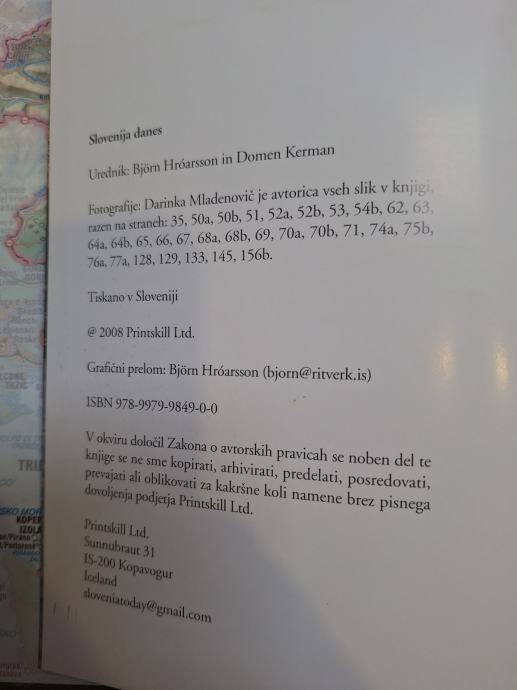 Slovenija danes
Urednik: Björn Hróarsson in Domen Kerman
Fotografije: Darinka Mladenovič je avtorica vseh slik v knjigi,
razen na straneh: 35, 50a, 50b, 51, 52a, 52b, 53, 54b, 62, 63,
64a, 64b, 65, 66, 67, 68a, 68b, 69, 70a, 70b, 71, 74a, 75b,
76a, 77a, 128, 129, 133, 145, 156b.
Tiskano v Sloveniji
@ 2008 Printskill Ltd.
Grafični prelom: Björn Hróarsson (bjorn@ritverk.is)
ISBN 978-9979-9849-0-0
V okviru določil Zakona o avtorskih pravicah se noben del te
knjige se ne sme kopirati, arhivirati, predelati, posredovati,
prevajati ali oblikovati za kakršne koli namene brez pisnega
dovoljenja podjetja Printskill Ltd.
Printskill Ltd.
Sunnubraut 31
IS-200 Kopavogur
Iceland
sloveniatoday@gmail.com
KOPER
IZOLA